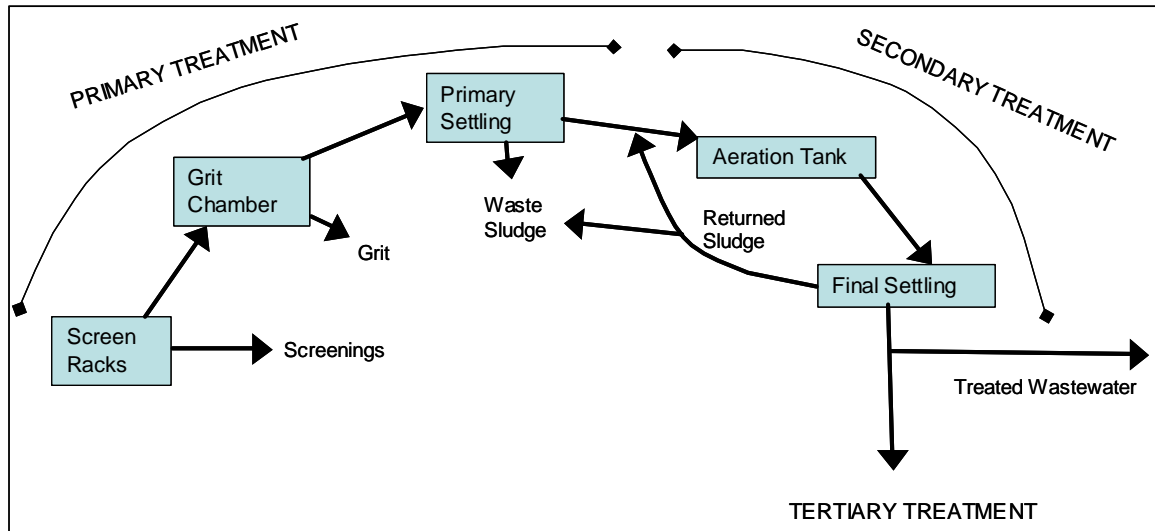 PRIMARY TREATMENT
SECONDARY TREATMENT
Primary
Settling
Aeration Tank
Grit
Chamber
Waste
Sludge
Returned
Sludge
Grit
Final Settling
Screen
Racks
Screenings
Treated Wastewater
TERTIARY TREATMENT